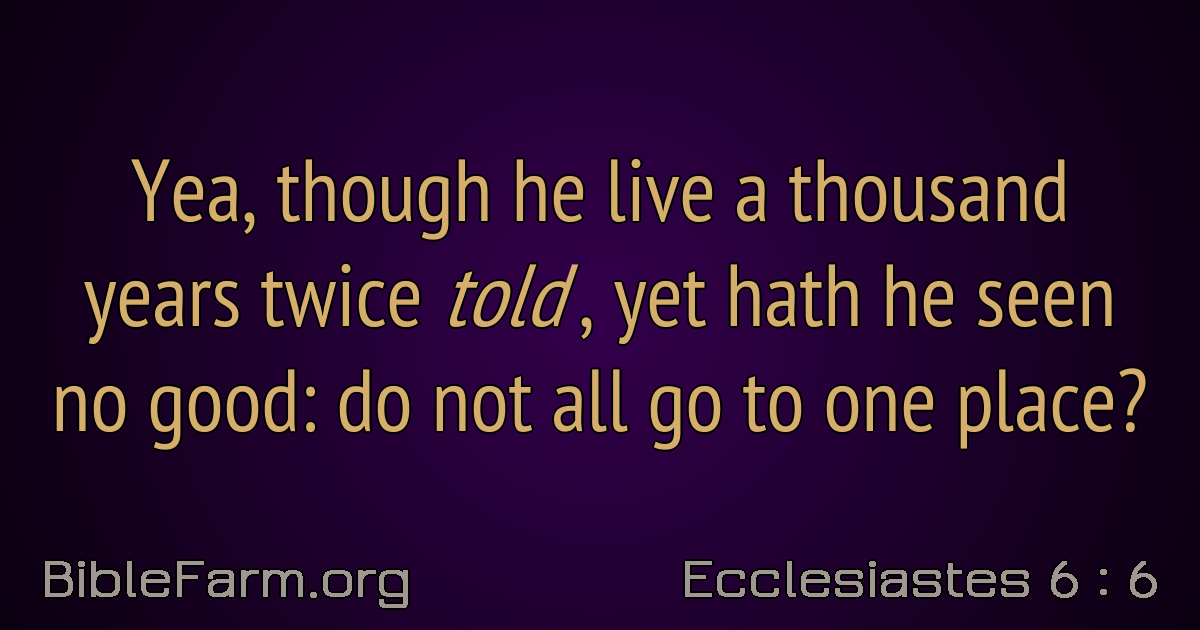 Yea, though he live a thousand
years twice told, yet hath he seen
no good: do not all go to one place?
BibleFarm.org
Ecclesiastes 6 : 6